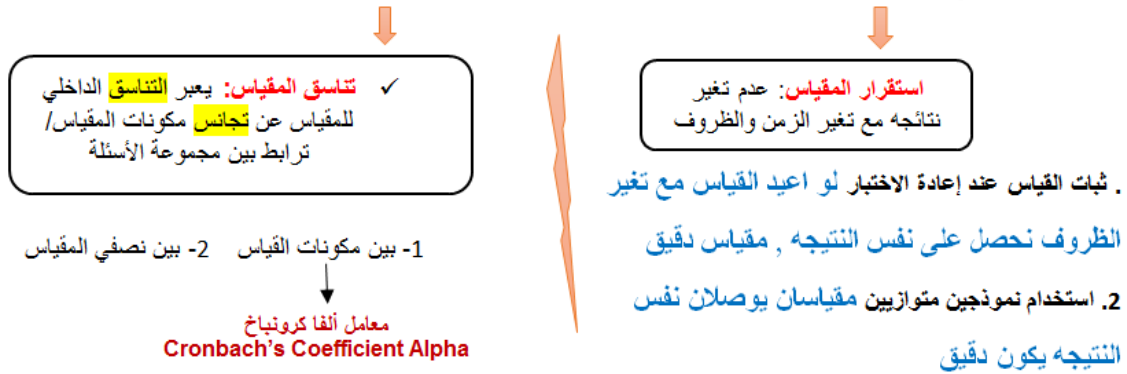 استقرار المقياس: عدم تغير
نتائجه مع تغير الزمن والظروف
. ثبات القياس عند إعادة الاختبار لو اعيد القياس مع تغير
الظروف نحصل على نفس النتيجه , مقياس دقيق
2. استخدام نموذجين متوازيين مقياسان يوصلان نفس
النتيجه يكون دقيق
✓ تناسق المقياس: يعبر التناسق الداخلي
للمقياس عن تجانس مكونات المقياس/
ترابط بين مجموعة الأسئلة
1- بين مكونات القياس 2- بين نصفي المقياس
معامل ألفا كرونباخ
Cronbach’s Coefficient Alpha